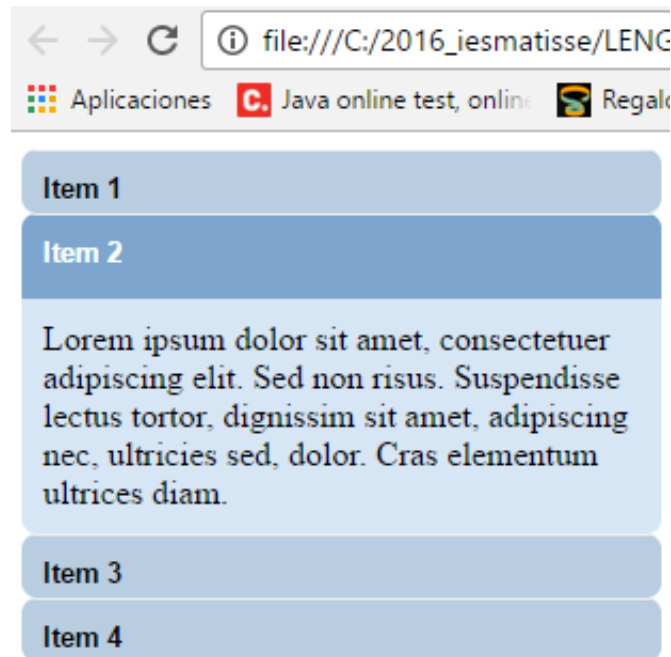 file:///C:/2016_iesmatisse/LENG
Aplicaciones C. Java online test, online Regalo
Item 1
Item 2
Lorem ipsum dolor sit amet, consectetuer
adipiscing elit. Sed non risus. Suspendisse
lectus tortor, dignissim sit amet, adipiscing
nec, ultricies sed, dolor. Cras elementum
ultrices diam.
Item 3
Item 4